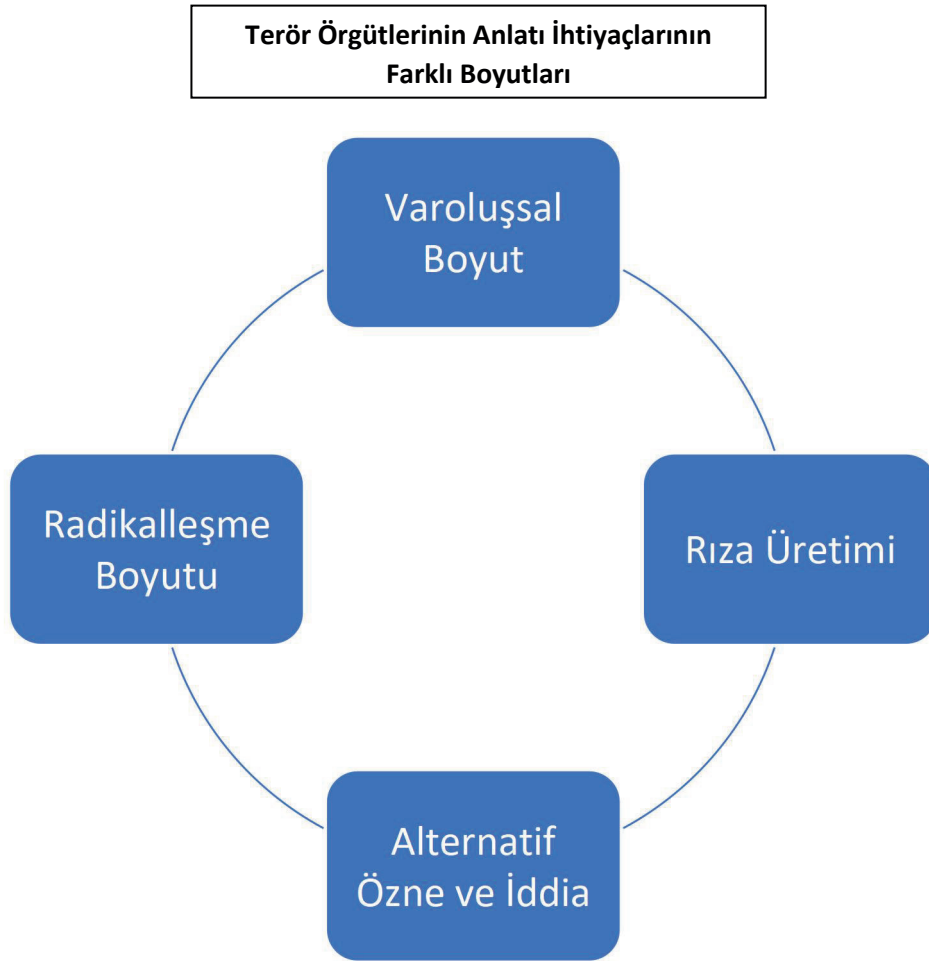 Terör Örgütlerinin Anlatı İhtiyaçlarının
Farklı Boyutları
Varoluşsal
Boyut
Radikalleşme
Boyutu
Rıza Üretimi
Alternatif
Özne ve İddia